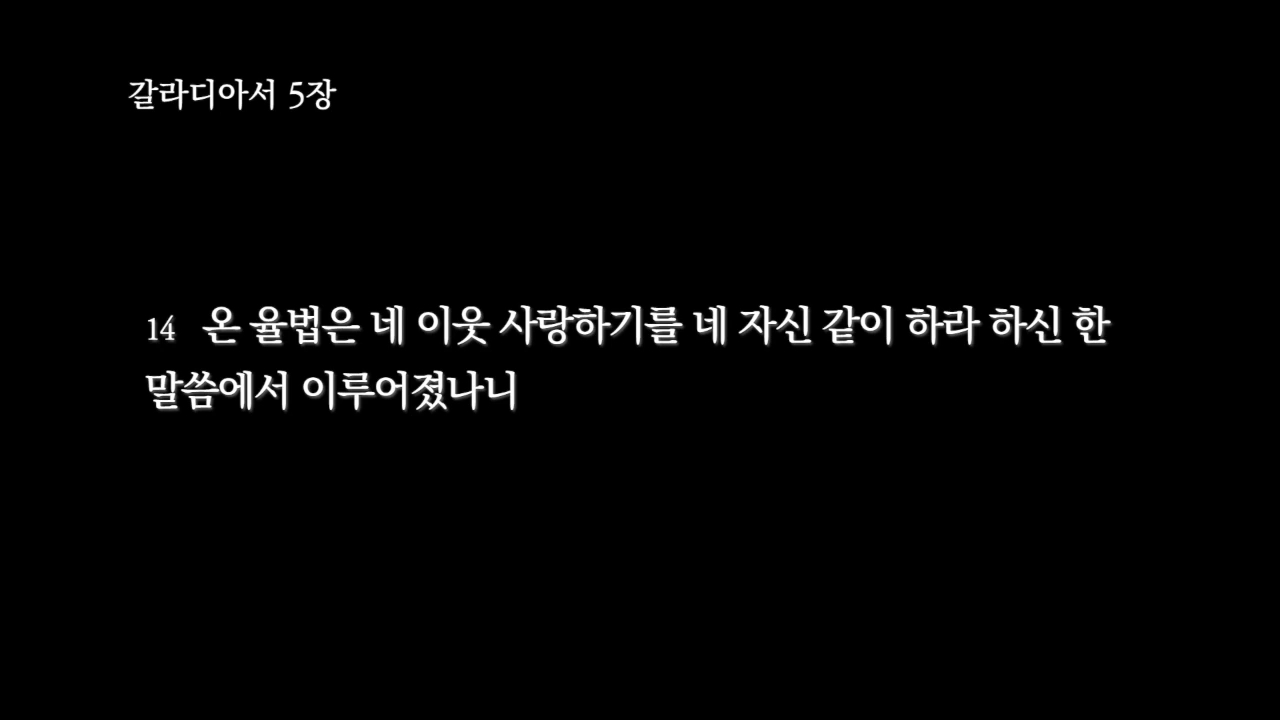 갈라디아서 5장
14 온 율법은 네 이웃 사랑하기를 네 자신 같이 하라 하신 한
말씀에서 이루어졌나니